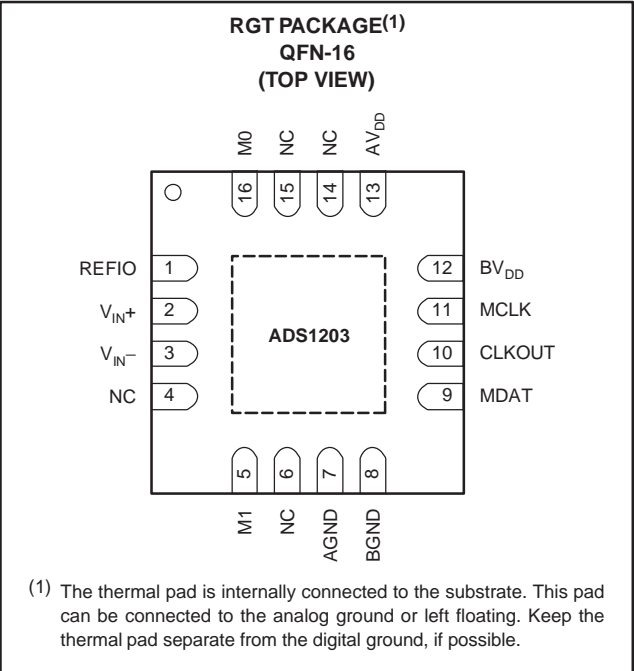 RGT PACKAGE(1)
QFN-16
(TOP VIEW)
M0
NC
NC
AVDD
16
15
14
13
REFIO 1
VIN+ 2
VIN− 3
NC 4
ADS1203
12 BVDD
11 MCLK
10 CLKOUT
9 MDAT
5
6
7
8
M1
NC
AGND
BGND
(1) The thermal pad is internally connected to the substrate. This pad
can be connected to the analog ground or left floating. Keep the
thermal pad separate from the digital ground, if possible.